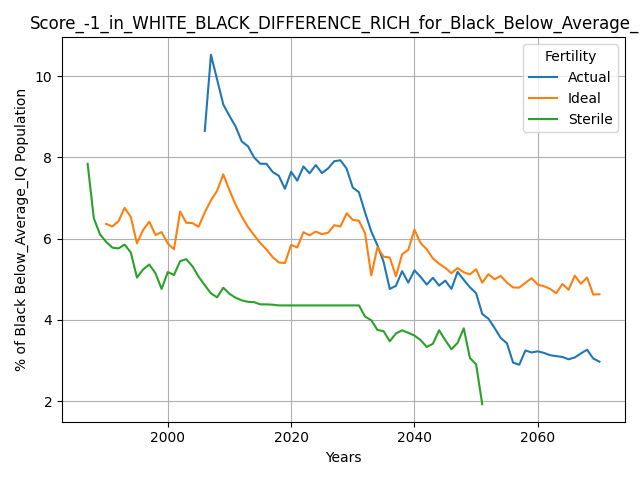 Score_-1_in_WHITE_BLACK_DIFFERENCE_RICH_for_Black_Below_Average_
% of Black Below_Average_IQ Population
10
8
6
4
2
Fertility
Actual
Ideal
Sterile
2000 2020 2040 2060
Years